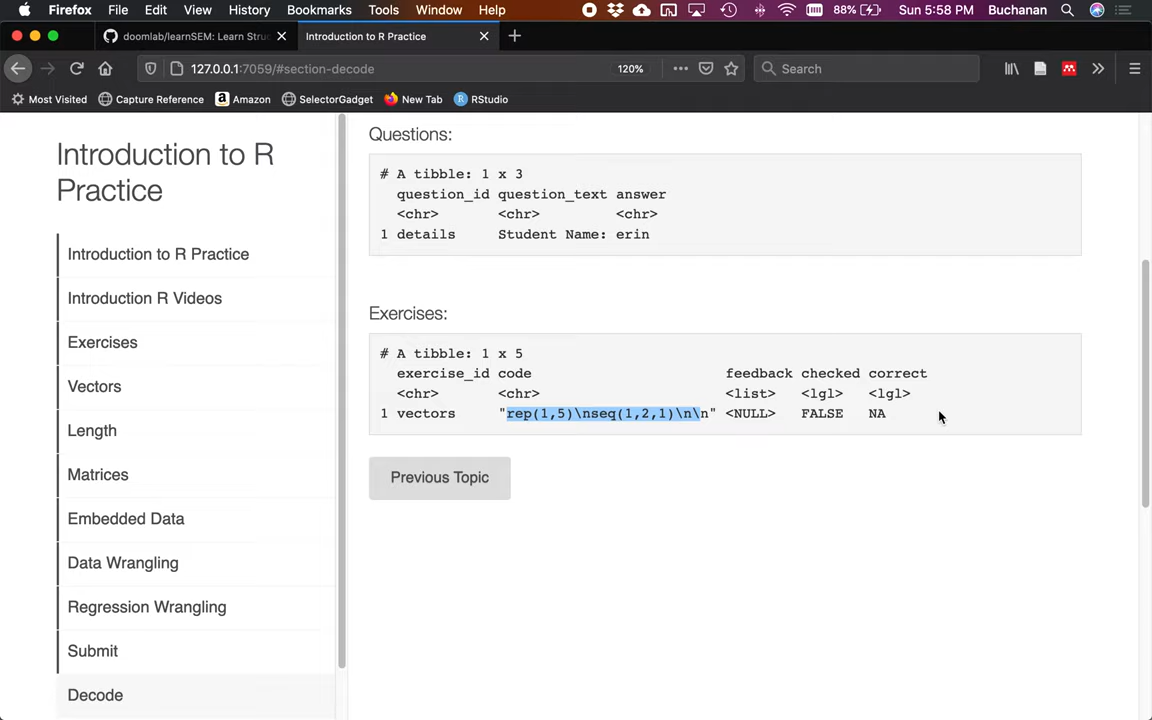 Firefox File Edit View History Bookmarks Tools Window Help 88% Sun 5:58 PM Buchanan
doomlab/learnSEM: Learn Stru
Introduction to R Practice
127.0.0.1:7059/#section-decode 120% Search
Most Visited Capture Reference Amazon SelectorGadget New Tab RStudio
Introduction to R
Practice
Introduction to R Practice
Introduction R Videos
Exercises
Vectors
Length
Matrices
Embedded Data
Data Wrangling
Regression Wrangling
Submit
Decode
Questions:
# A tibble: 1 x 3
question_id question_text answer
<chr> <chr> <chr>
1 details Student Name: erin
Exercises:
# A tibble: 1 x 5
exercise_id code feedback checked correct
<chr> <chr> <list> <lgl> <lgl>
1 vectors "rep(1,5)\nseq(1,2,1)\n\n" <NULL> FALSE NA
Previous Topic